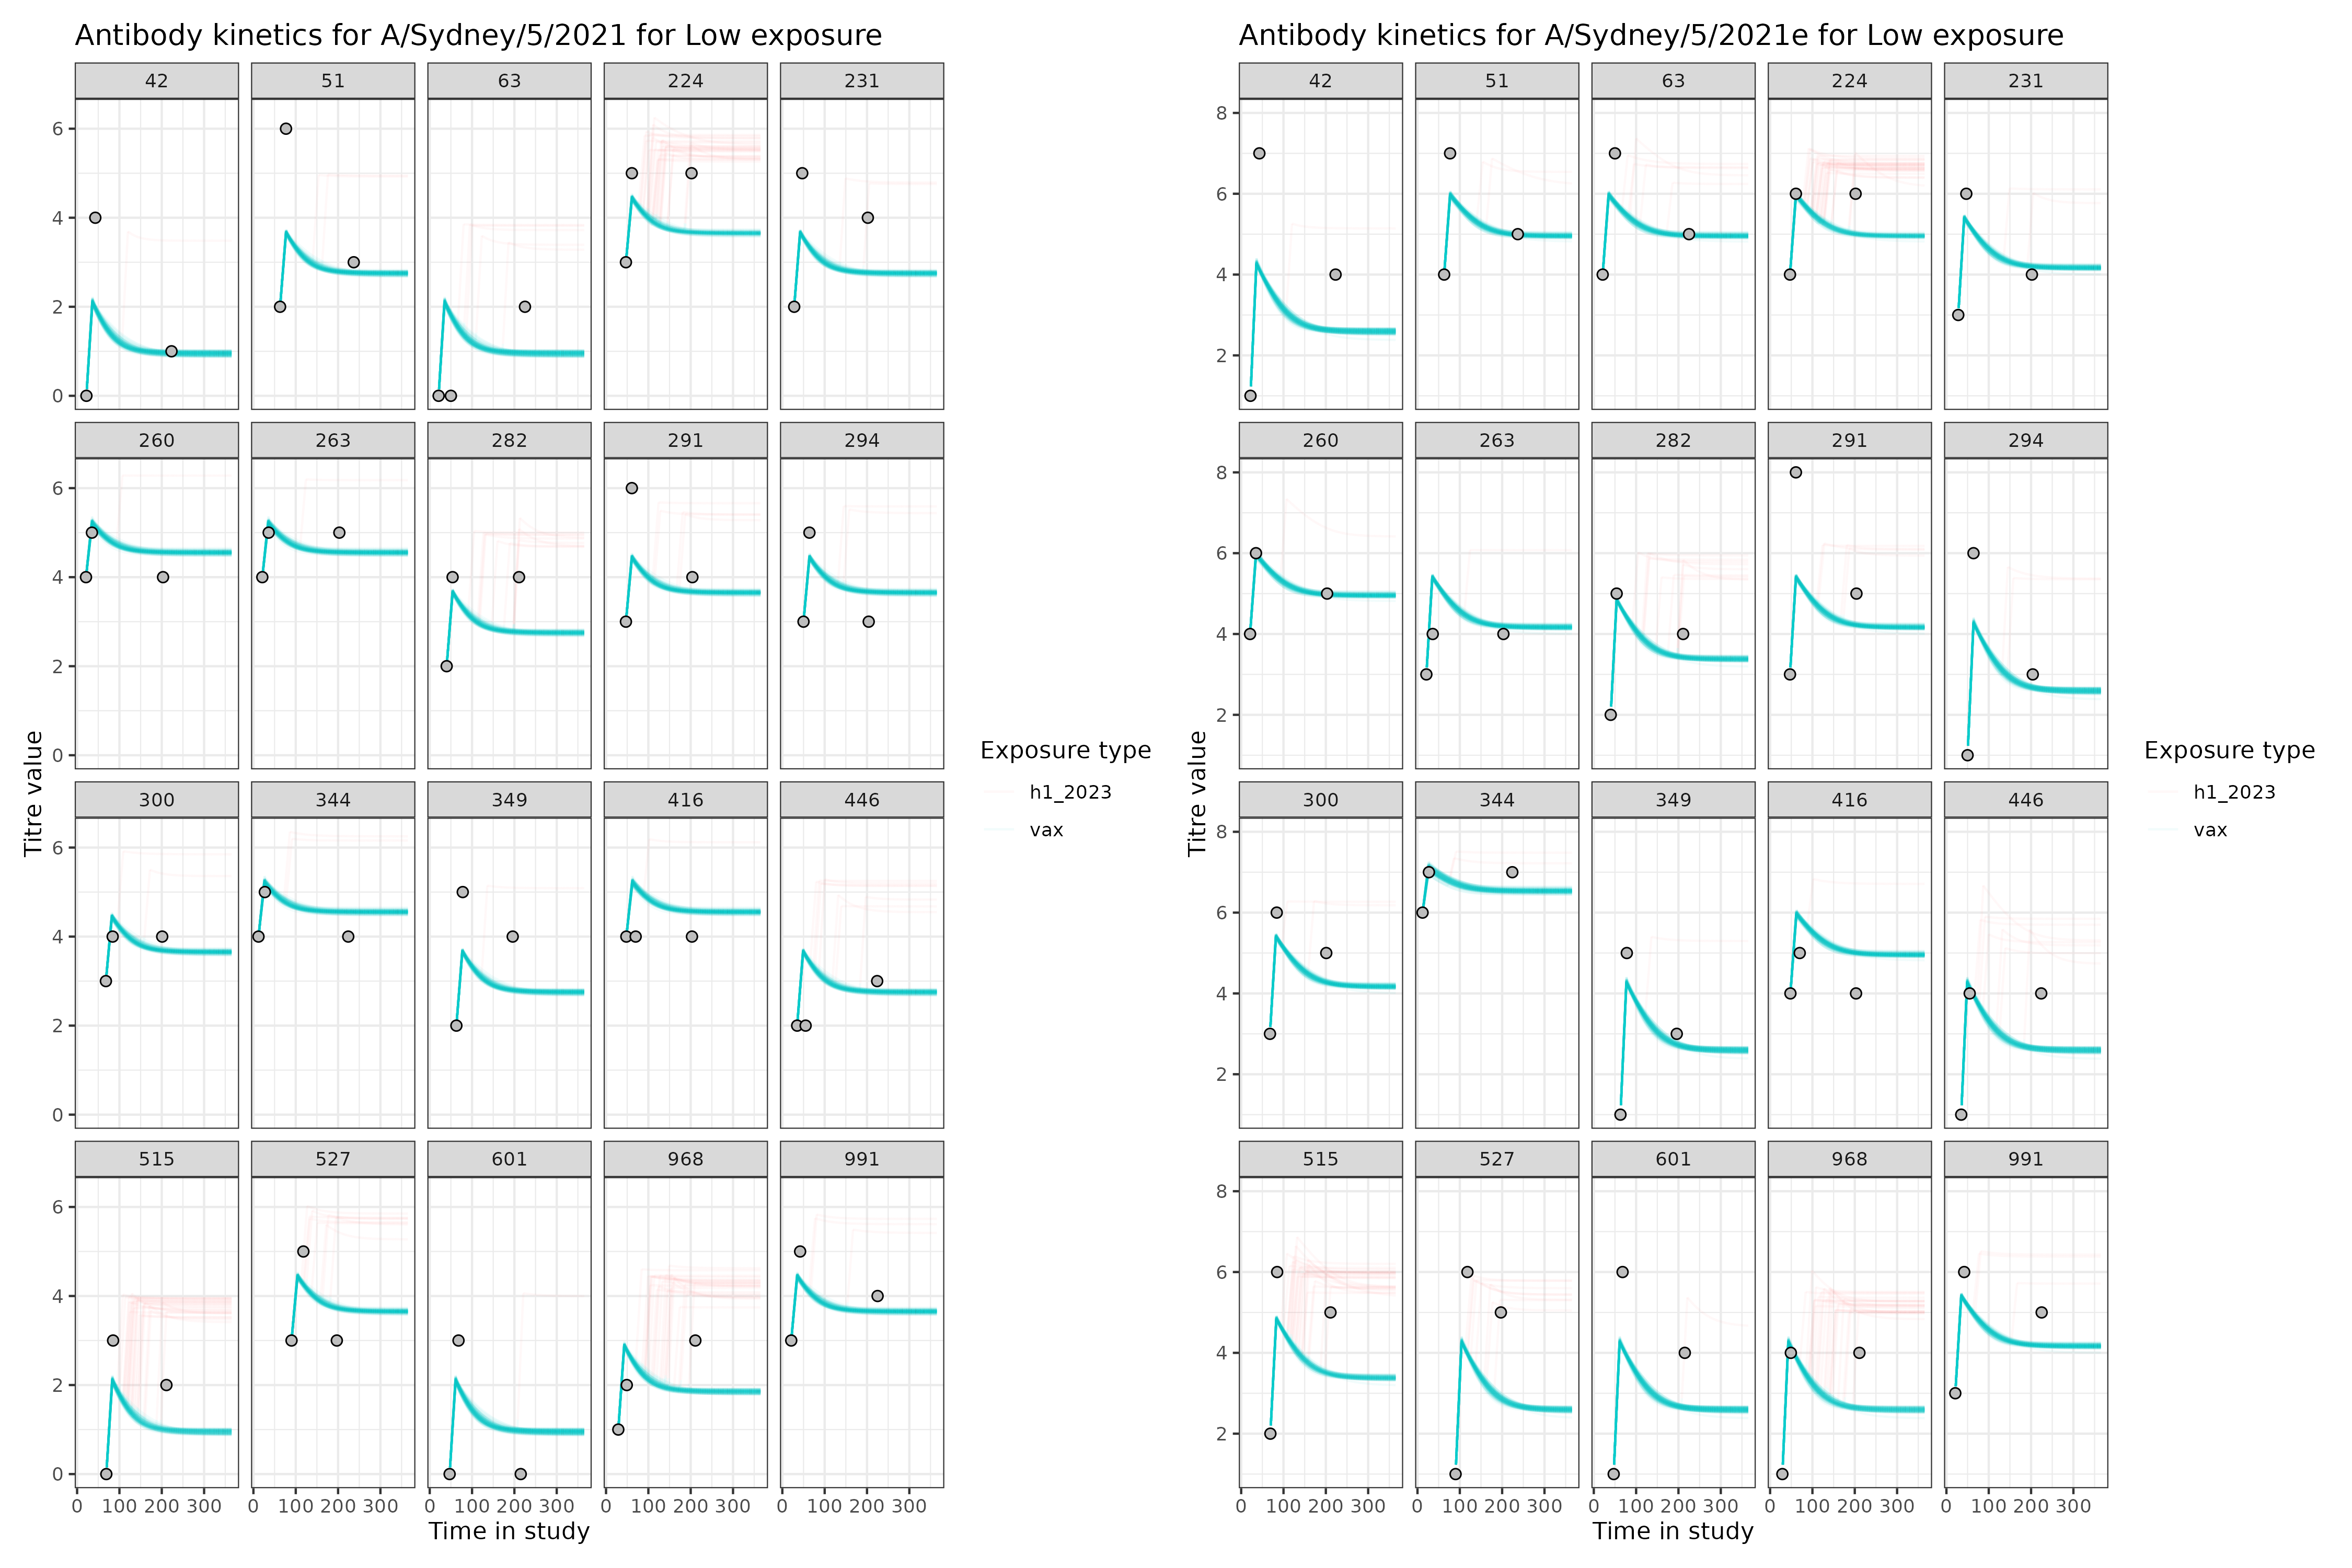 Antibody kinetics for A/Sydney/5/2021 for Low exposure
42 51 63 224 231
6
4
2
0
260 263 282 291 294
6
4
2
0
300 344 349 416 446
6
4
2
0
515 527 601 968 991
6
4
2
0
0 100 200 300 0 100 200 300 0 100 200 300 0 100 200 300 0 100 200 300
Time in study
Titre value
Exposure type
h1_2023
vax
Antibody kinetics for A/Sydney/5/2021e for Low exposure
42 51 63 224 231
8
6
4
2
260 263 282 291 294
8
6
4
2
300 344 349 416 446
8
6
4
2
515 527 601 968 991
8
6
4
2
0 100 200 300 0 100 200 300 0 100 200 300 0 100 200 300 0 100 200 300
Time in study
Titre value
Exposure type
h1_2023
vax